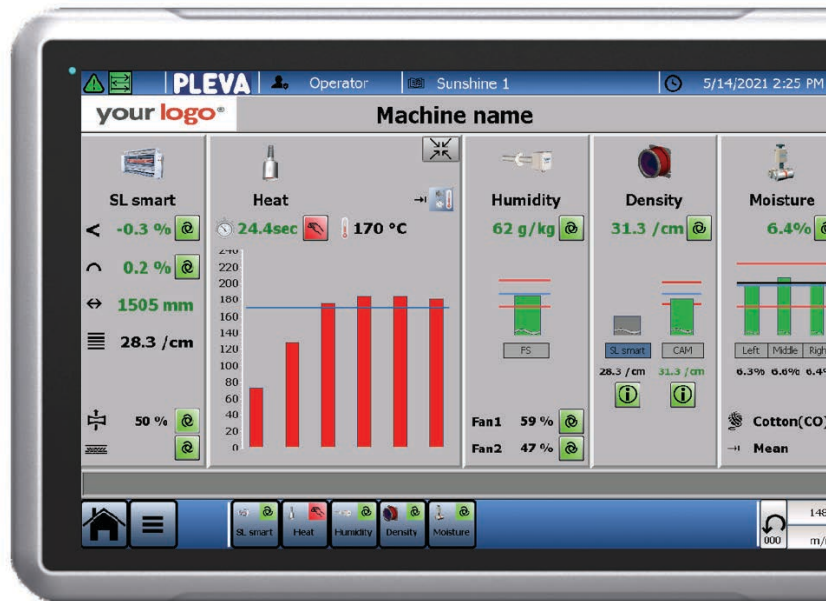 PLEVA Operator Sunshine 1 5/14/2021 2:25 PM
your logo® Machine name
SL smart
-0.3 %
0.2 %
1505 mm
28.3 /cm
50 %
Heat
24.4sec 170 °C
240
220
200
180
160
140
120
100
80
60
40
20
0
Humidity
62 g/kg
FS
Fan1 59 %
Fan2 47 %
Density
31.3 /cm
SL smart CAM
28.3 /cm 31.3 /cm
Moisture
6.4%
Left Middle Righ
6.3% 6.6% 6.4%
Cotton(CO)
Mean
SL smart Heat Humidity Density Moisture
000
148
m/